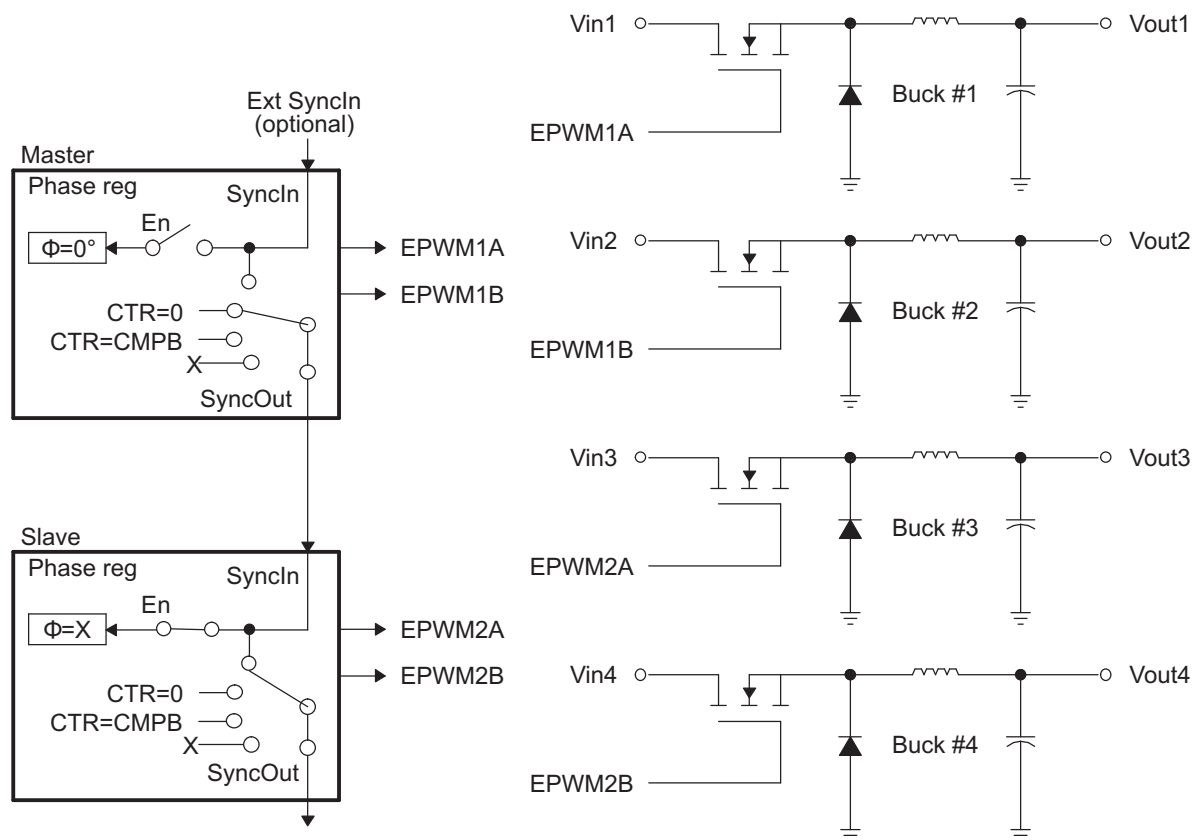 Ext SyncIn
(optional)
Master
Phase reg
SyncIn
En
Φ=0°
EPWM1A
EPWM1B
CTR=0
CTR=CMPB
X
SyncOut
Slave
Phase reg
SyncIn
En
Φ=X
EPWM2A
EPWM2B
CTR=0
CTR=CMPB
X
SyncOut
Vin1
Vout1
Buck #1
EPWM1A
Vin2
Vout2
Buck #2
EPWM1B
Vin3
Vout3
Buck #3
EPWM2A
Vin4
Vout4
Buck #4
EPWM2B